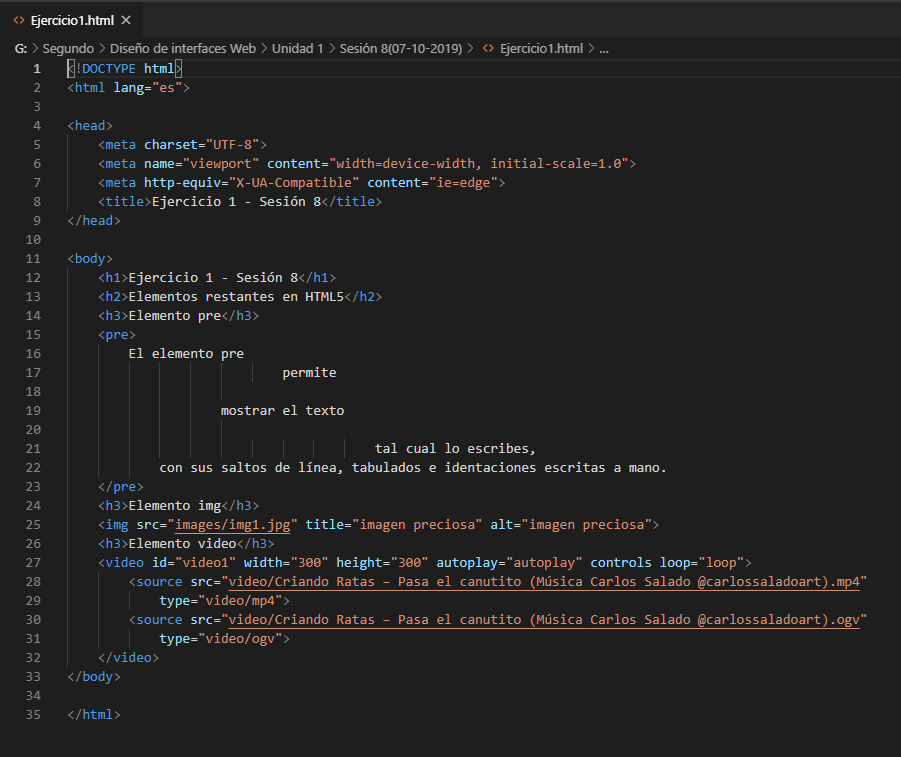 Ejercicio1.html
G: > Segundo > Diseño de interfaces Web > Unidad 1 > Sesión 8(07-10-2019) > Ejercicio1.html > ...
1 <!DOCTYPE html>
2 <html lang="es">
3
4 <head>
5     <meta charset="UTF-8">
6     <meta name="viewport" content="width=device-width, initial-scale=1.0">
7     <meta http-equiv="X-UA-Compatible" content="ie=edge">
8     <title>Ejercicio 1 - Sesión 8</title>
9 </head>
10
11 <body>
12     <h1>Ejercicio 1 - Sesión 8</h1>
13     <h2>Elementos restantes en HTML5</h2>
14     <h3>Elemento pre</h3>
15     <pre>
16         El elemento pre
17                             permite
18
19                     mostrar el texto
20
21                                         tal cual lo escribes,
22             con sus saltos de línea, tabulados e identaciones escritas a mano.
23     </pre>
24     <h3>Elemento img</h3>
25     <img src="images/img1.jpg" title="imagen preciosa" alt="imagen preciosa">
26     <h3>Elemento video</h3>
27     <video id="video1" width="300" height="300" autoplay="autoplay" controls loop="loop">
28         <source src="video/Criando Ratas – Pasa el canutito (Música Carlos Salado @carlossaladoart).mp4"
29             type="video/mp4">
30         <source src="video/Criando Ratas – Pasa el canutito (Música Carlos Salado @carlossaladoart).ogv"
31             type="video/ogv">
32     </video>
33 </body>
34
35 </html>